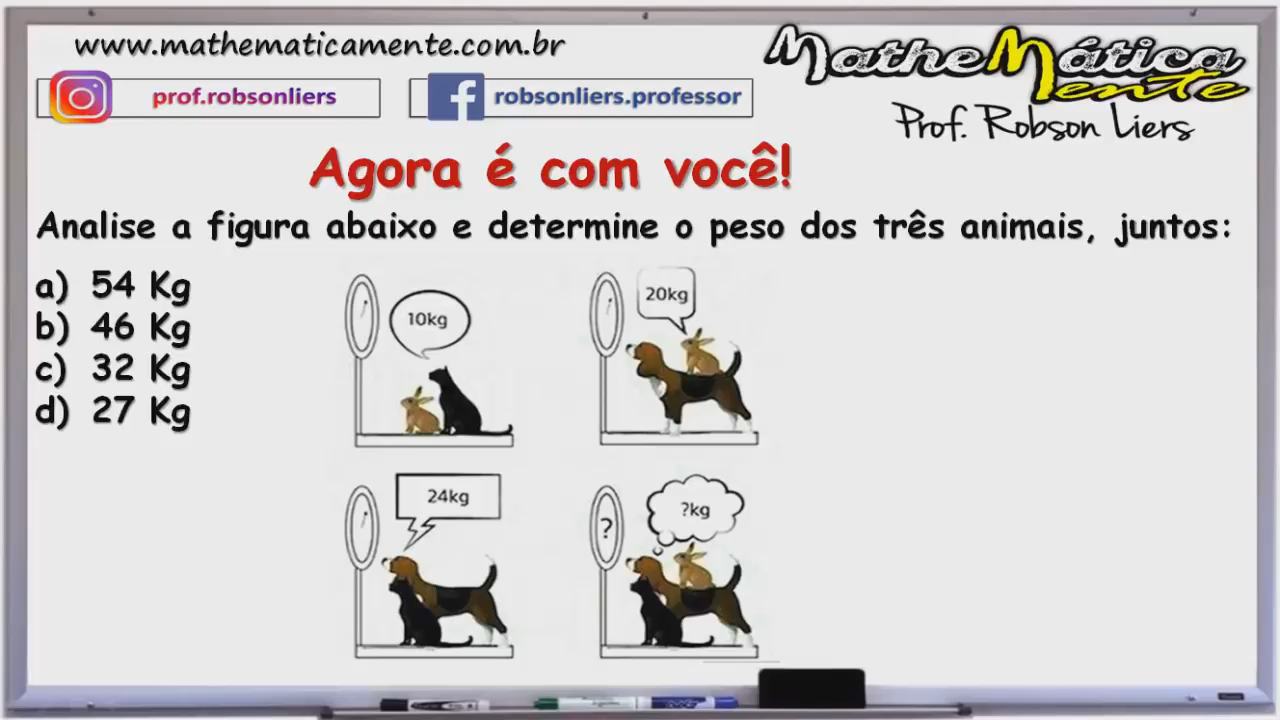 www.mathematicamente.com.br
MatheMática
Mente
prof.robsonliers
robsonliers.professor
Prof. Robson Liers
Agora é com você!
Analise a figura abaixo e determine o peso dos três animais, juntos:
a) 54 Kg
b) 46 Kg
c) 32 Kg
d) 27 Kg
10kg
20kg
24kg
?kg
?